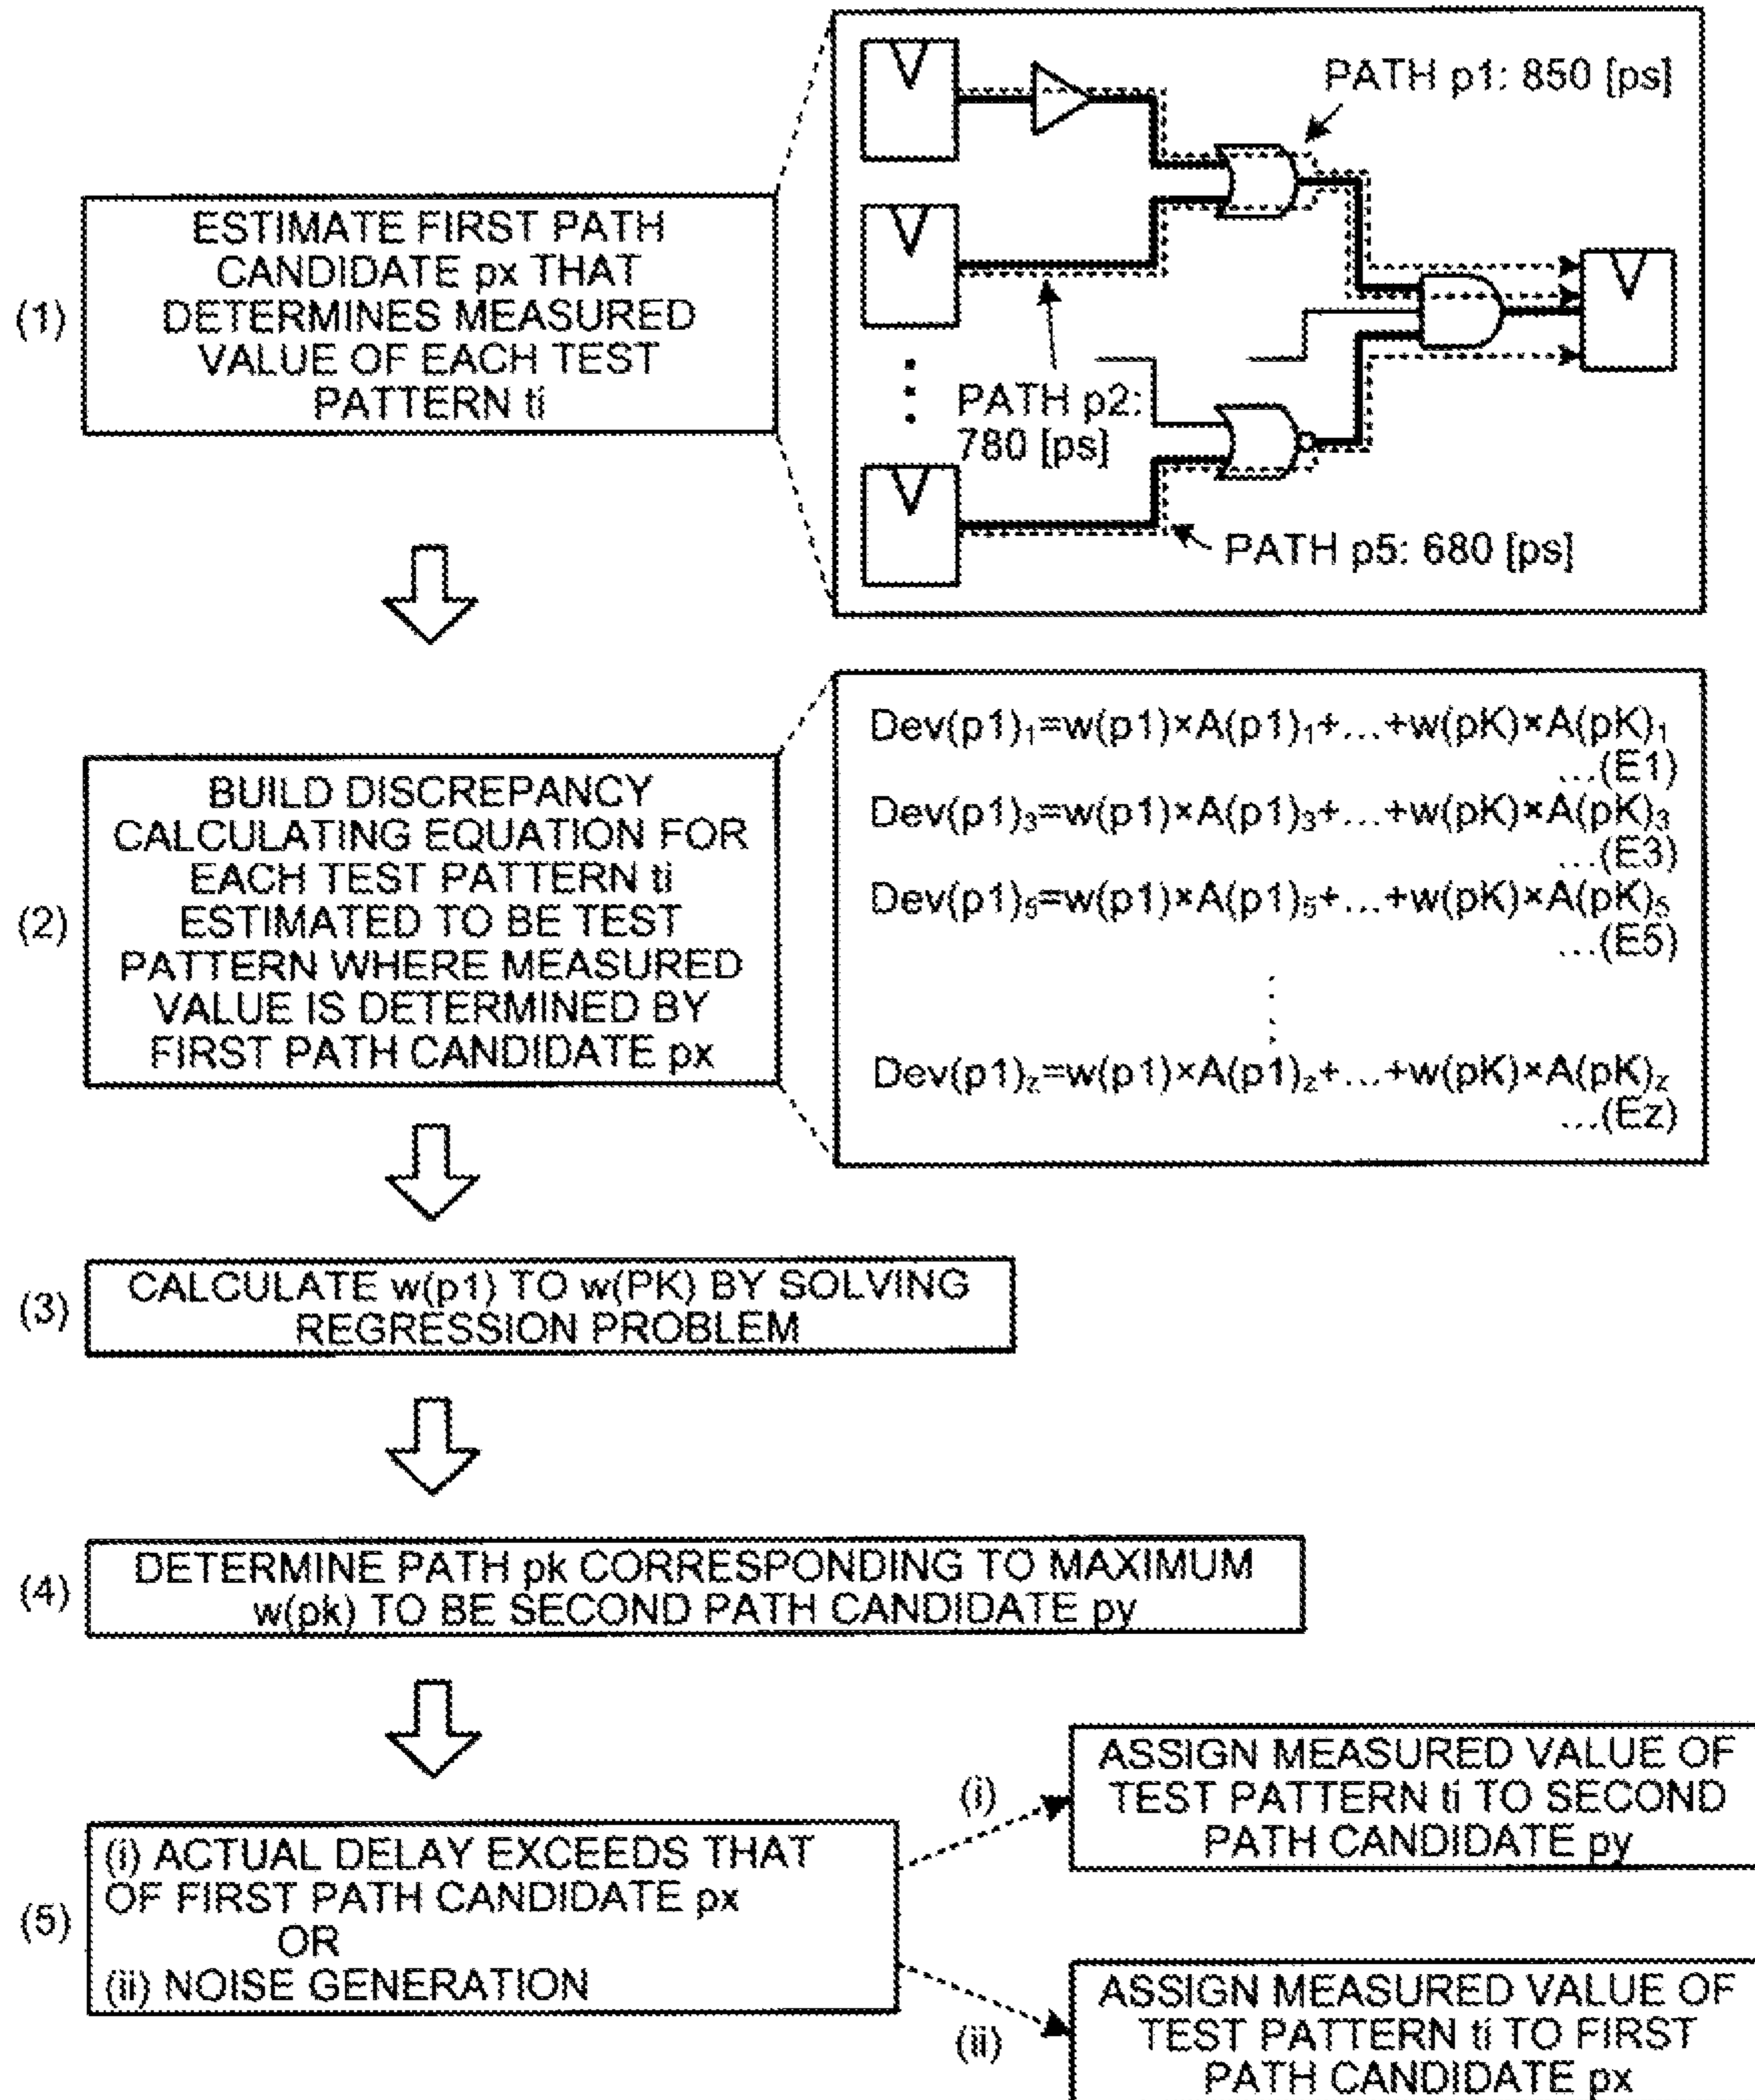 (1)
ESTIMATE FIRST PATH
CANDIDATE px THAT
DETERMINES MEASURED
VALUE OF EACH TEST
PATTERN ti
PATH p1: 850 [ps]
PATH p2:
780 [ps]
PATH p5: 680 [ps]
(2)
BUILD DISCREPANCY
CALCULATING EQUATION FOR
EACH TEST PATTERN ti
ESTIMATED TO BE TEST
PATTERN WHERE MEASURED
VALUE IS DETERMINED BY
FIRST PATH CANDIDATE px
Dev(p1)₁=w(p1)×A(p1)₁+...+w(pK)×A(pK)₁
...(E1)
Dev(p1)₃=w(p1)×A(p1)₃+...+w(pK)×A(pK)₃
...(E3)
Dev(p1)₅=w(p1)×A(p1)₅+...+w(pK)×A(pK)₅
...(E5)
Dev(p1)z=w(p1)×A(p1)z+...+w(pK)×A(pK)z
...(Ez)
(3)
CALCULATE w(p1) TO w(PK) BY SOLVING
REGRESSION PROBLEM
(4)
DETERMINE PATH pk CORRESPONDING TO MAXIMUM
w(pk) TO BE SECOND PATH CANDIDATE py
(5)
(i) ACTUAL DELAY EXCEEDS THAT
OF FIRST PATH CANDIDATE px
OR
(ii) NOISE GENERATION
(i)
ASSIGN MEASURED VALUE OF
TEST PATTERN ti TO SECOND
PATH CANDIDATE py
(ii)
ASSIGN MEASURED VALUE OF
TEST PATTERN ti TO FIRST
PATH CANDIDATE px